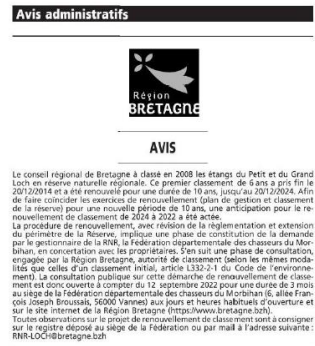 Avis administratifs
Région
BRETAGNE
AVIS
Le conseil régional de Bretagne à classé en 2008 les étangs du Petit et du Grand
Loch en réserve naturelle régionale. Ce premier classement de 6 ans a pris fin le
20/12/2014 et a été renouvelé pour une durée de 10 ans, jusqu'au 20/12/2024. Afin
de faire coïncider les exercices de renouvellement (plan de gestion et classement
de la réserve) pour une nouvelle période de 10 ans, une anticipation pour le re-
nouvellement de classement de 2024 à 2022 a été actée.
La procédure de renouvellement, avec révision de la règlementation et extension
du périmètre de la Réserve, implique une phase de constitution de la demande
par le gestionnaire de la RNR, la Fédération départementale des chasseurs du Mor-
bihan, en concertation avec les propriétaires. S'en suit une phase de consultation,
engagée par la Région Bretagne, autorité de classement (selon les mêmes moda-
lités que celles d'un classement initial, article L332-2-1 du Code de l'environne-
ment). La consultation publique sur cette démarche de renouvellement de classe-
ment est donc ouverte à compter du 12 septembre 2022 pour une durée de 3 mois
au siège de la Fédération départementale des chasseurs du Morbihan (6, allée Fran-
çois Joseph Broussais, 56000 Vannes) aux jours et heures habituels d'ouverture et
sur le site internet de la Région Bretagne (https://www.bretagne.bzh).
Toutes observations sur le projet de renouvellement de classement sont à consigner
sur le registre déposé au siège de la Fédération ou par mail à l'adresse suivante :
RNR-LOCH@bretagne.bzh